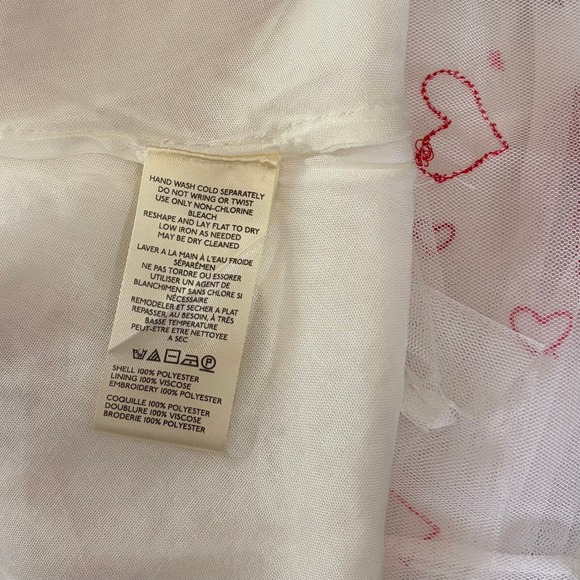 HAND WASH COLD SEPARATELY
DO NOT WRING OR TWIST
USE ONLY NON-CHLORINE
BLEACH
RESHAPE AND LAY FLAT TO DRY
LOW IRON AS NEEDED
MAY BE DRY CLEANED
LAVER A LA MAIN À L'EAU FROIDE
SÉPARÉMEN
NE PAS TORDRE OU ESSORER
UTILISER UN AGENT DE
BLANCHIMENT SANS CHLORE SI
NÉCESSAIRE
REMODELER ET SECHER A PLAT
REPASSER, AU BESOIN, À TRÈS
BASSE TEMPERATURE
PEUT-ÊTRE ETRE NETTOYEE
A SEC
P
SHELL 100% POLYESTER
LINING 100% VISCOSE
EMBROIDERY 100% POLYESTER
COQUILLE 100% POLYESTER
DOUBLURE 100% VISCOSE
BRODERIE 100% POLYESTER